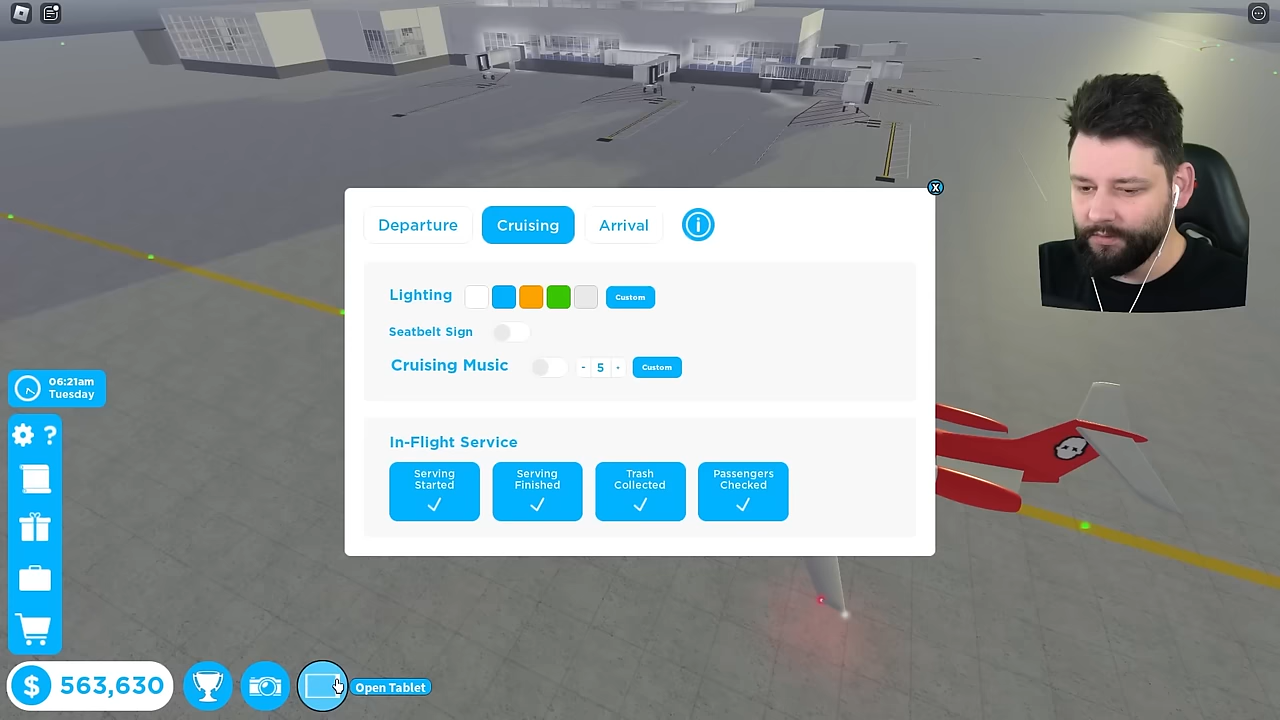 X
Departure
Cruising
Arrival
i
Lighting
Custom
Seatbelt Sign
Cruising Music
- 5
Custom
06:21am
Tuesday
?
In-Flight Service
Serving
Started
Serving
Finished
Trash
Collected
Passengers
Checked
$ 563,630
Open Tablet